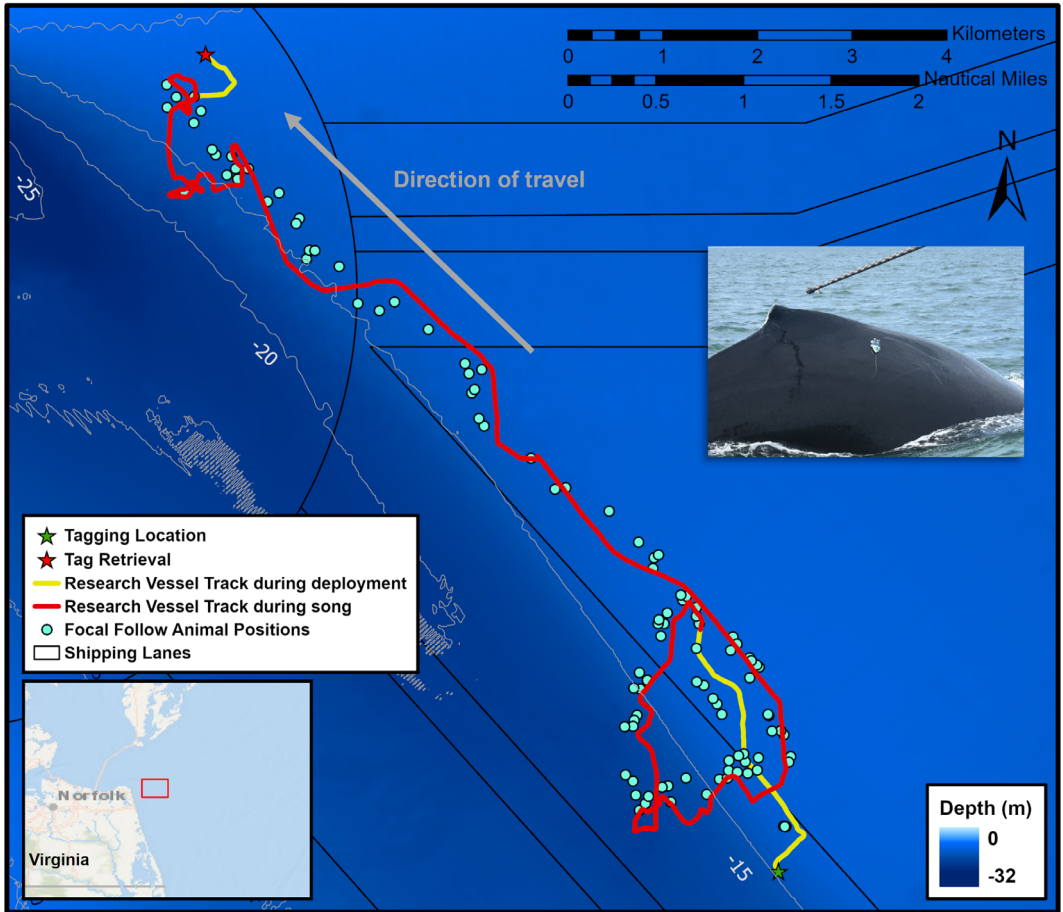 Kilometers
0 1 2 3 4
Nautical Miles
0 0.5 1 1.5 2
N
Direction of travel
-25
-20
Tagging Location
Tag Retrieval
Research Vessel Track during deployment
Research Vessel Track during song
Focal Follow Animal Positions
Shipping Lanes
Norfolk
Virginia
-15
Depth (m)
0
-32